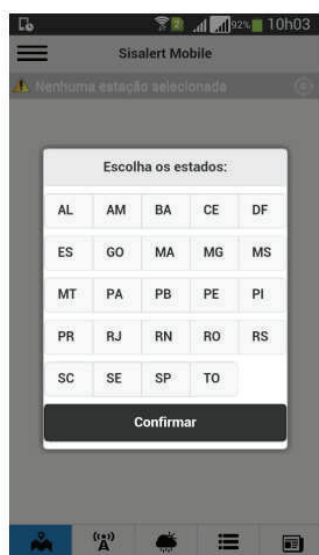 2 92% 10h03
Sisalert Mobile
Nenhuma estação selecionada
Escolha os estados:
AL AM BA CE DF
ES GO MA MG MS
MT PA PB PE PI
PR RJ RN RO RS
SC SE SP TO
Confirmar